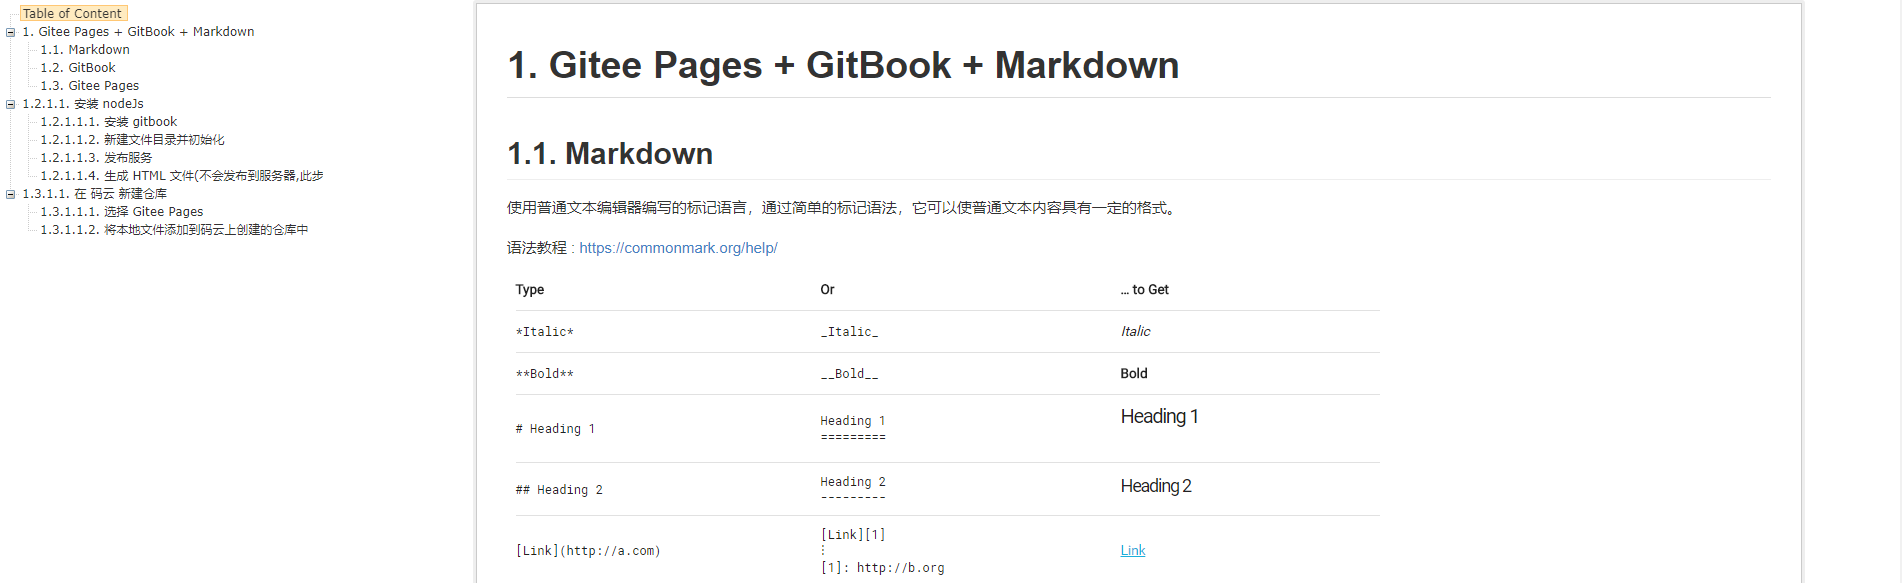 Table of Content
1. Gitee Pages + GitBook + Markdown
1.1. Markdown
1.2. GitBook
1.3. Gitee Pages
1.2.1.1. 安装 nodeJs
1.2.1.1.1. 安装 gitbook
1.2.1.1.2. 新建文件目录并初始化
1.2.1.1.3. 发布服务
1.2.1.1.4. 生成 HTML 文件(不会发布到服务器,此步
1.3.1.1. 在 码云 新建仓库
1.3.1.1.1. 选择 Gitee Pages
1.3.1.1.2. 将本地文件添加到码云上创建的仓库中
1. Gitee Pages + GitBook + Markdown
1.1. Markdown
使用普通文本编辑器编写的标记语言，通过简单的标记语法，它可以使普通文本内容具有一定的格式。
语法教程 : https://commonmark.org/help/
Type Or … to Get
*Italic* _Italic_ Italic
**Bold** __Bold__ Bold
# Heading 1 Heading 1 Heading 1
=========
## Heading 2 Heading 2 Heading 2
---------
[Link](http://a.com) [Link][1] Link
⋮
[1]: http://b.org